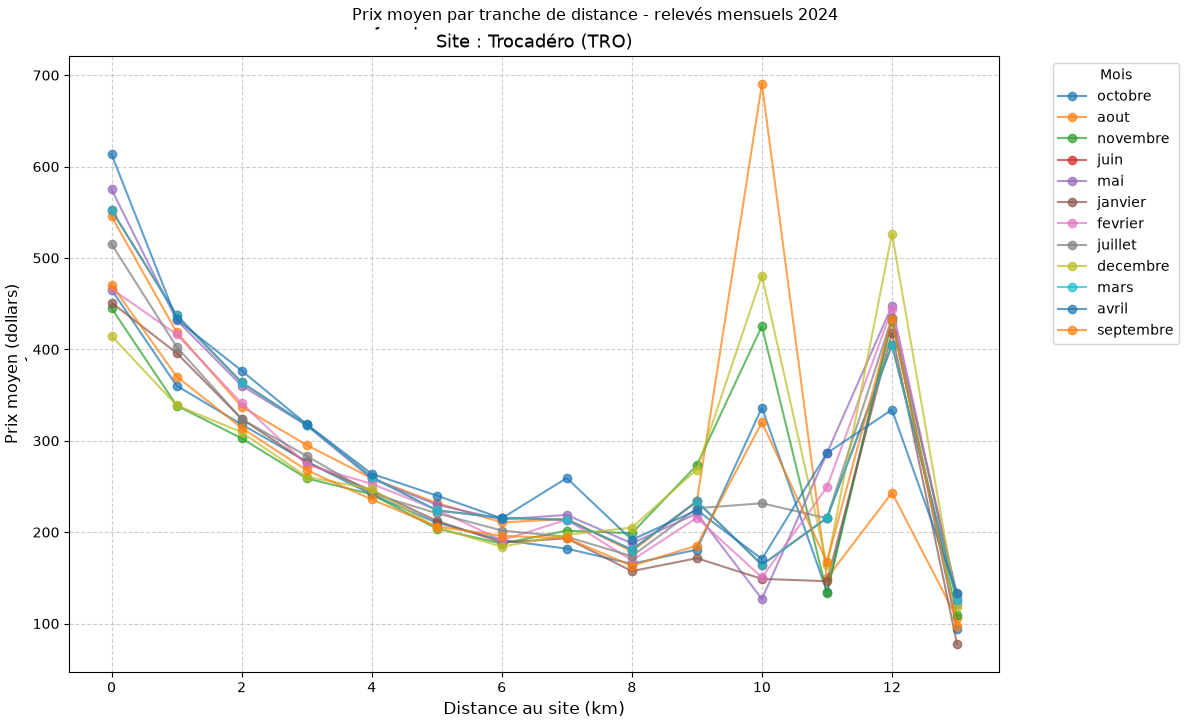 Prix moyen par tranche de distance - relevés mensuels 2024
Site : Trocadéro (TRO)
Prix moyen (dollars)
700
600
500
400
300
200
100
0
2
4
6
8
10
12
Distance au site (km)
Mois
octobre
aout
novembre
juin
mai
janvier
fevrier
juillet
decembre
mars
avril
septembre